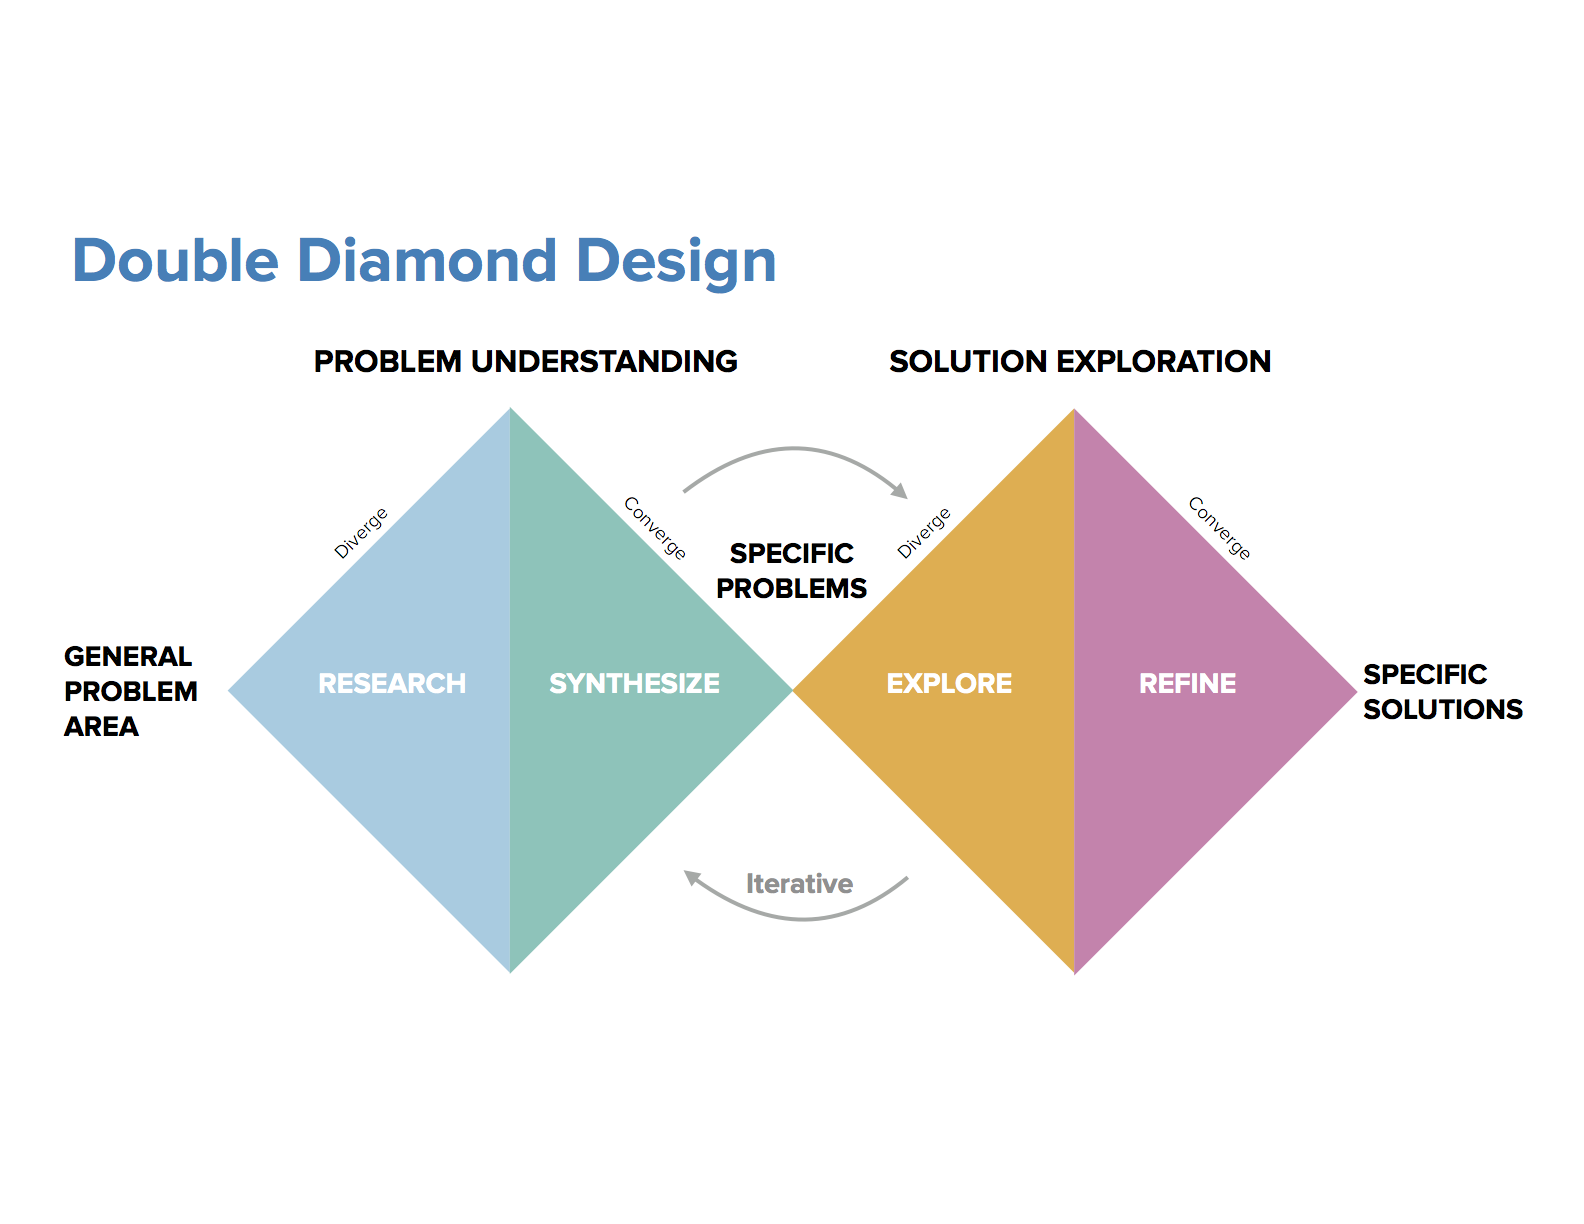 Double Diamond Design
PROBLEM UNDERSTANDING
SOLUTION EXPLORATION
Diverge
Converge
Diverge
Converge
SPECIFIC
PROBLEMS
GENERAL
PROBLEM
AREA
RESEARCH
SYNTHESIZE
EXPLORE
REFINE
SPECIFIC
SOLUTIONS
Iterative